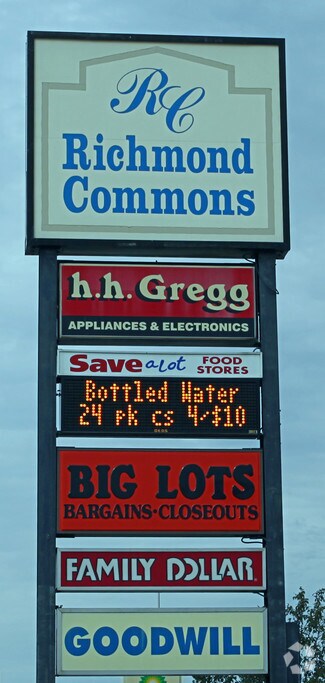 RC
Richmond
Commons
h.h. Gregg
APPLIANCES & ELECTRONICS
Save a lot FOOD STORES
Bottled Water
24 pk cs 4/$10
BIG LOTS
BARGAINS·CLOSEOUTS
FAMILY DOLLAR
GOODWILL
bp